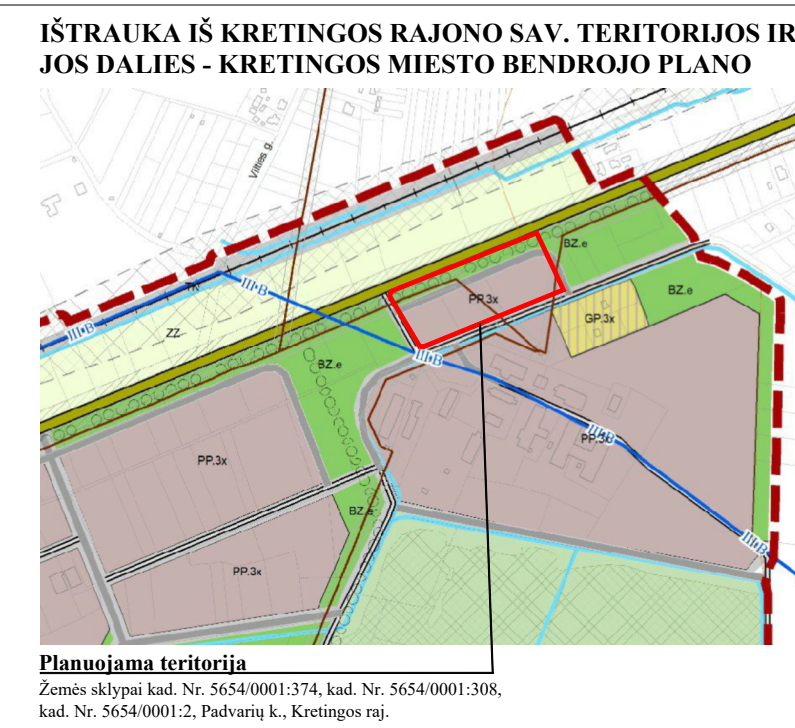 IŠTRAUKA IŠ KRETINGOS RAJONO SAV. TERITORIJOS IR
JOS DALIES - KRETINGOS MIESTO BENDROJO PLANO
Vilties g.
BZ.e
TN
III-B
ZZ
PP.3x
BZ.e
GP.3x
III-B
BZ.e
PP.3x
III-B
PP.3x
BZ.e
III-B
PP.3x
Planuojama teritorija
Žemės sklypai kad. Nr. 5654/0001:374, kad. Nr. 5654/0001:308,
kad. Nr. 5654/0001:2, Padvarių k., Kretingos raj.